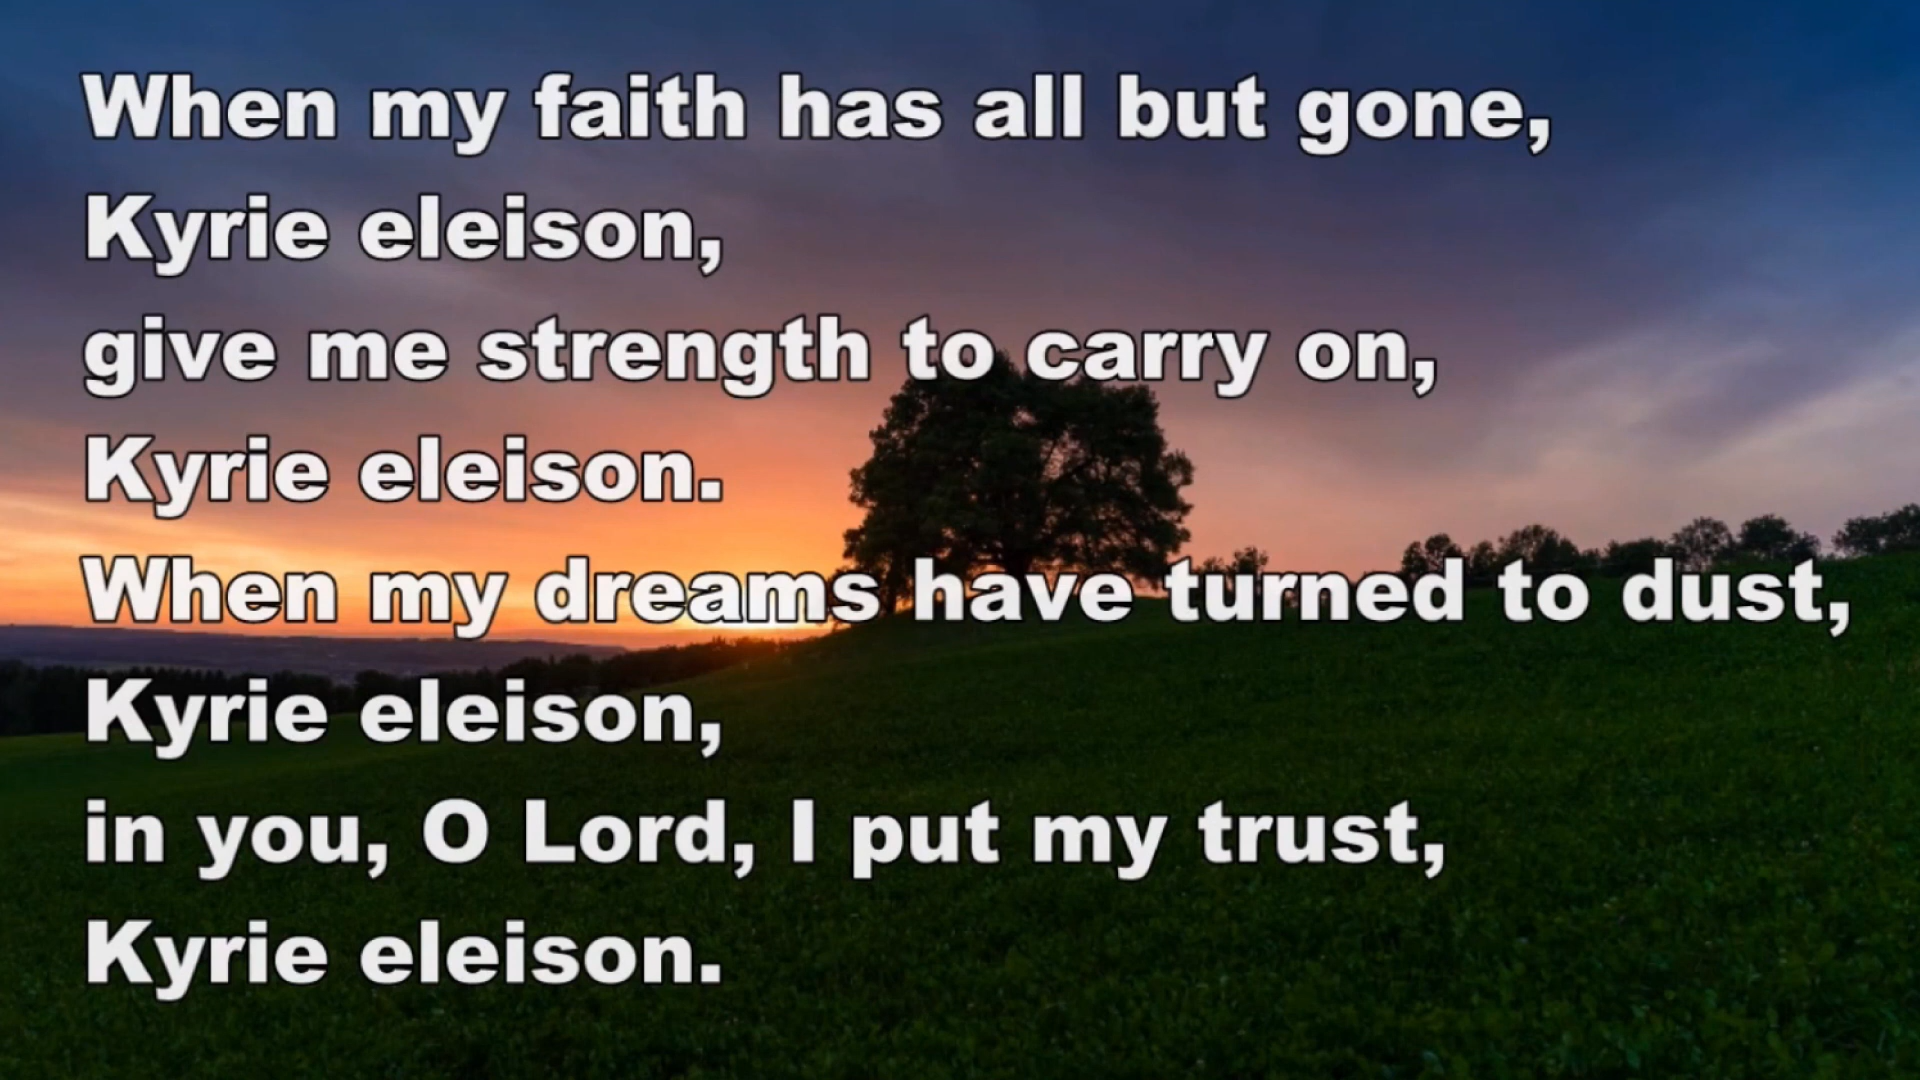 When my faith has all but gone,
Kyrie eleison,
give me strength to carry on,
Kyrie eleison.
When my dreams have turned to dust,
Kyrie eleison,
in you, O Lord, I put my trust,
Kyrie eleison.